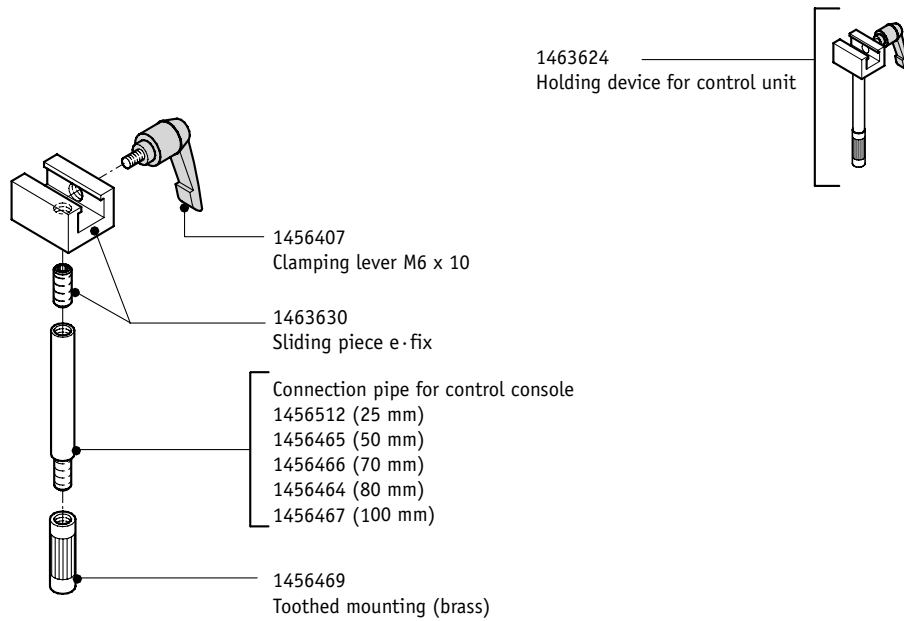 1463624
Holding device for control unit
1456407
Clamping lever M6 x 10
1463630
Sliding piece e·fix
Connection pipe for control console
1456512 (25 mm)
1456465 (50 mm)
1456466 (70 mm)
1456464 (80 mm)
1456467 (100 mm)
1456469
Toothed mounting (brass)